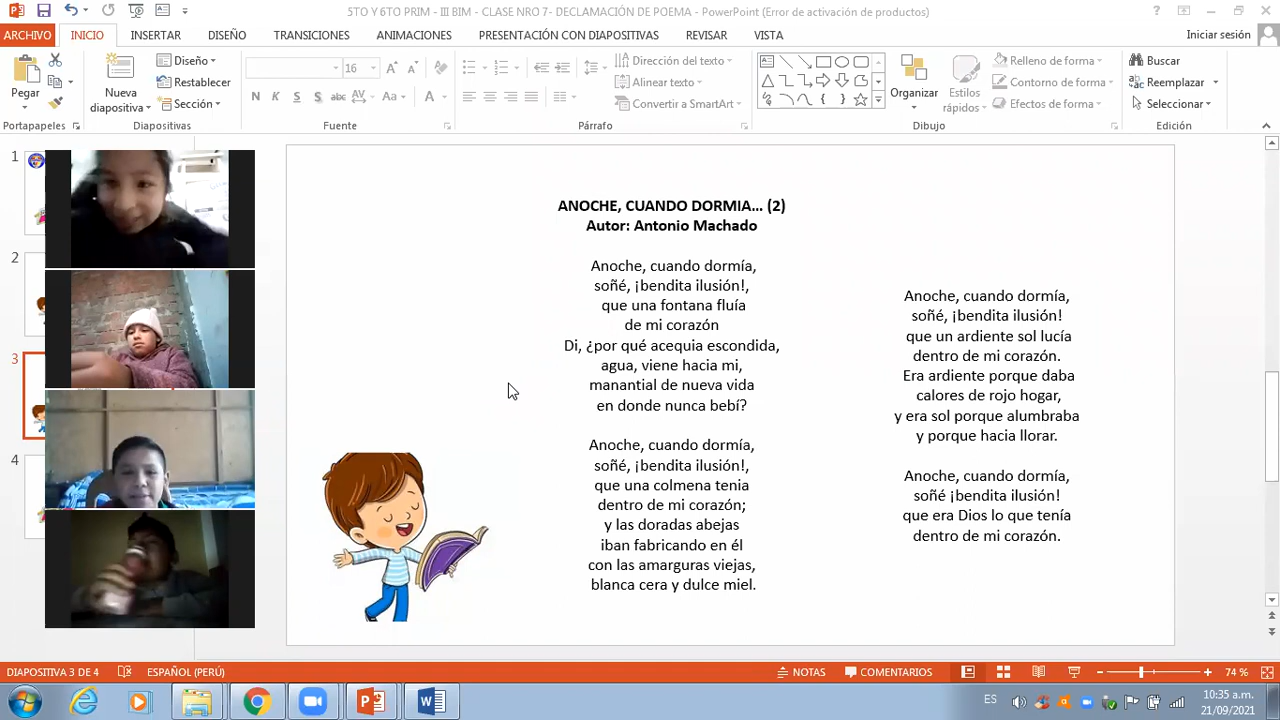 5TO Y 6TO PRIM - III BIM - CLASE NRO 7- DECLAMACIÓN DE POEMA - PowerPoint (Error de activación de productos)
ARCHIVO INICIO INSERTAR DISEÑO TRANSICIONES ANIMACIONES PRESENTACIÓN CON DIAPOSITIVAS REVISAR VISTA Iniciar sesión
Pegar
Nueva
diapositiva
Diseño
Restablecer
Sección
16
N K S S abc AV Aa A
Dirección del texto
Alinear texto
Convertir a SmartArt
Organizar
Estilos
rápidos
Relleno de forma
Contorno de forma
Efectos de forma
Buscar
Reemplazar
Seleccionar
Portapapeles Diapositivas Fuente Párrafo Dibujo Edición
1
2
3
4
ANOCHE, CUANDO DORMIA... (2)
Autor: Antonio Machado
Anoche, cuando dormía,
soñé, ¡bendita ilusión!,
que una fontana fluía
de mi corazón
Di, ¿por qué acequia escondida,
agua, viene hacia mi,
manantial de nueva vida
en donde nunca bebí?
Anoche, cuando dormía,
soñé, ¡bendita ilusión!,
que una colmena tenia
dentro de mi corazón;
y las doradas abejas
iban fabricando en él
con las amarguras viejas,
blanca cera y dulce miel.
Anoche, cuando dormía,
soñé, ¡bendita ilusión!
que un ardiente sol lucía
dentro de mi corazón.
Era ardiente porque daba
calores de rojo hogar,
y era sol porque alumbraba
y porque hacia llorar.
Anoche, cuando dormía,
soñé ¡bendita ilusión!
que era Dios lo que tenía
dentro de mi corazón.
DIAPOSITIVA 3 DE 4 ESPAÑOL (PERÚ) NOTAS COMENTARIOS 74 %
ES 10:35 a.m.
21/09/2021